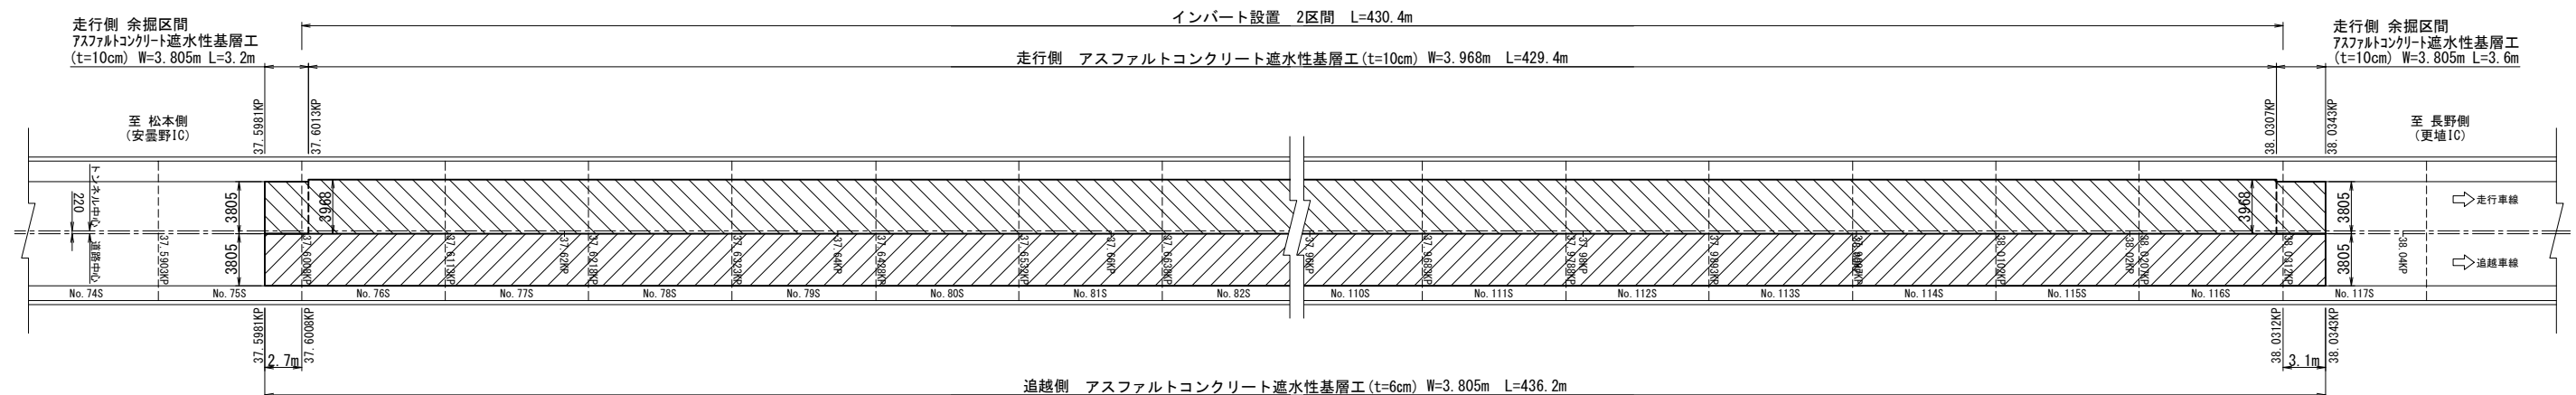 インバート設置 2区間 L=430.4m
走行側 余掘区間
アスファルトコンクリート遮水性基層工
(t=10cm) W=3.805m L=3.2m
走行側 アスファルトコンクリート遮水性基層工(t=10cm) W=3.968m L=429.4m
走行側 余掘区間
アスファルトコンクリート遮水性基層工
(t=10cm) W=3.805m L=3.6m
37.5981KP
37.6013KP
38.0307KP
38.0343KP
至 松本側
(安曇野IC)
至 長野側
(更埴IC)
トンネル中心
道路中心
220
3805
3805
3968
3968
3805
3805
走行車線
追越車線
37.5903KP
37.6008KP
37.6113KP
37.62KP
37.6218KP
37.6323KP
37.64KP
37.6428KP
37.6532KP
37.66KP
37.6638KP
37.96KP
37.9683KP
37.9788KP
37.98KP
37.9893KP
38.0102KP
38.02KP
38.0207KP
38.0312KP
38.04KP
No.74S
No.75S
No.76S
No.77S
No.78S
No.79S
No.80S
No.81S
No.82S
No.110S
No.111S
No.112S
No.113S
No.114S
No.115S
No.116S
No.117S
37.5981KP
37.6008KP
2.7m
38.0312KP
38.0343KP
3.1m
追越側 アスファルトコンクリート遮水性基層工(t=6cm) W=3.805m L=436.2m